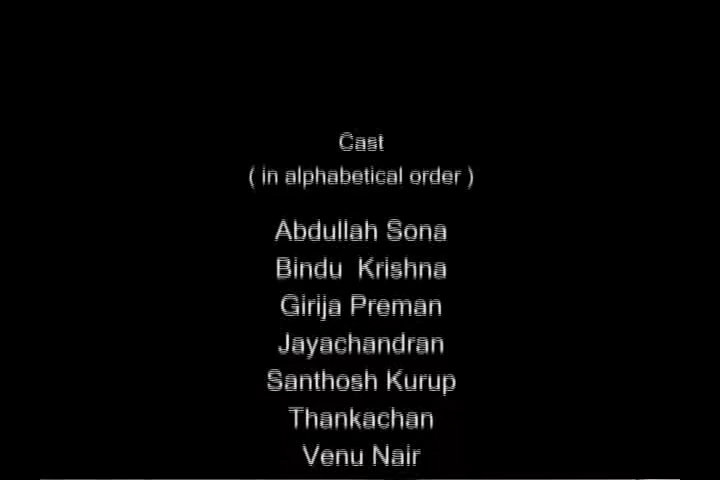 Cast
( in alphabetical order )
Abdullah Sona
Bindu Krishna
Girija Preman
Jayachandran
Santhosh Kurup
Thankachan
Venu Nair